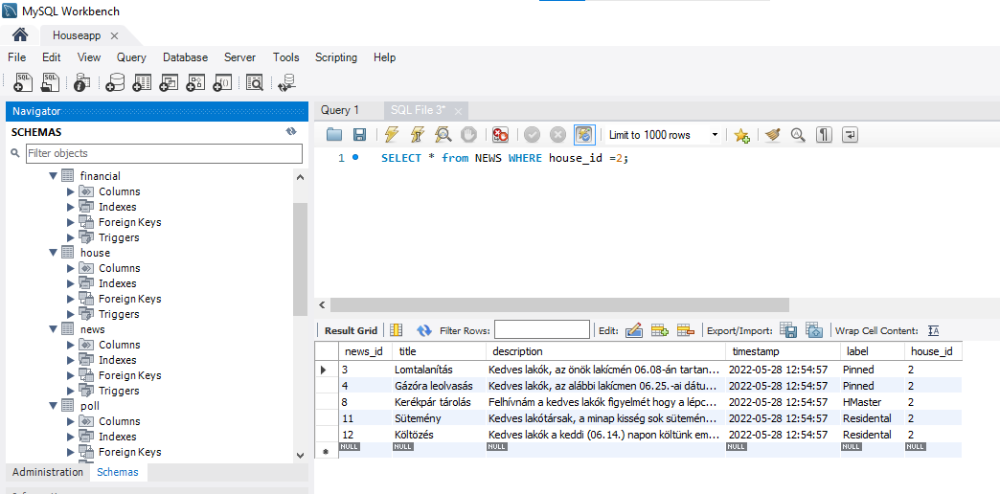 MySQL Workbench
Houseapp
File Edit View Query Database Server Tools Scripting Help
Navigator
SCHEMAS
Filter objects
financial
Columns
Indexes
Foreign Keys
Triggers
house
Columns
Indexes
Foreign Keys
Triggers
news
Columns
Indexes
Foreign Keys
Triggers
poll
Columns
Indexes
Foreign Keys
Administration Schemas
Query 1 SQL File 3*
Limit to 1000 rows
1 SELECT * from NEWS WHERE house_id =2;
Result Grid Filter Rows: Edit: Export/Import: Wrap Cell Content:
news_id title description timestamp label house_id
3 Lomtalanítás Kedves lakók, az önök lakícmén 06.08-án tartan... 2022-05-28 12:54:57 Pinned 2
4 Gázóra leolvasás Kedves lakók, az alábbi lakícmen 06.25.-ai dátu... 2022-05-28 12:54:57 Pinned 2
8 Kerékpár tárolás Felhívnám a kedves lakók figyelmét hogy a lépc... 2022-05-28 12:54:57 HMaster 2
11 Sütemény Kedves lakótársak, a minap kisség sok sütemén... 2022-05-28 12:54:57 Residental 2
12 Költözés Kedves lakók a keddi (06.14.) napon költünk em... 2022-05-28 12:54:57 Residental 2
NULL NULL NULL NULL NULL NULL